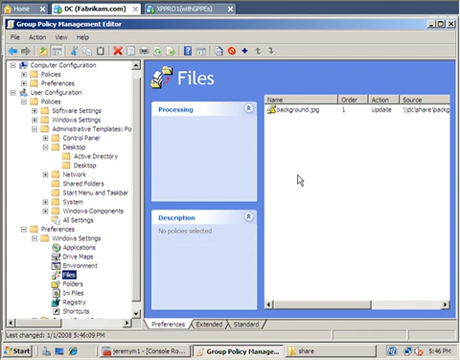 Home
DC (Fabrikam.com)
XPPRO1(withGPPEs)
Group Policy Management Editor
File Action View Help
Computer Configuration
Policies
Preferences
User Configuration
Policies
Software Settings
Windows Settings
Administrative Templates: Po
Control Panel
Desktop
Active Directory
Desktop
Network
Shared Folders
Start Menu and Taskbar
System
Windows Components
All Settings
Preferences
Windows Settings
Applications
Drive Maps
Environment
Files
Folders
Ini Files
Registry
Shortcuts
Files
Processing
Description
No policies selected
Name Order Action Source
background.jpg 1 Update \\dc\share\backg
Preferences Extended Standard
Last changed: 1/1/2008 5:46:09 PM
Start
jeremym1 - [Console Ro...
Group Policy Manage...
share
5:46 PM